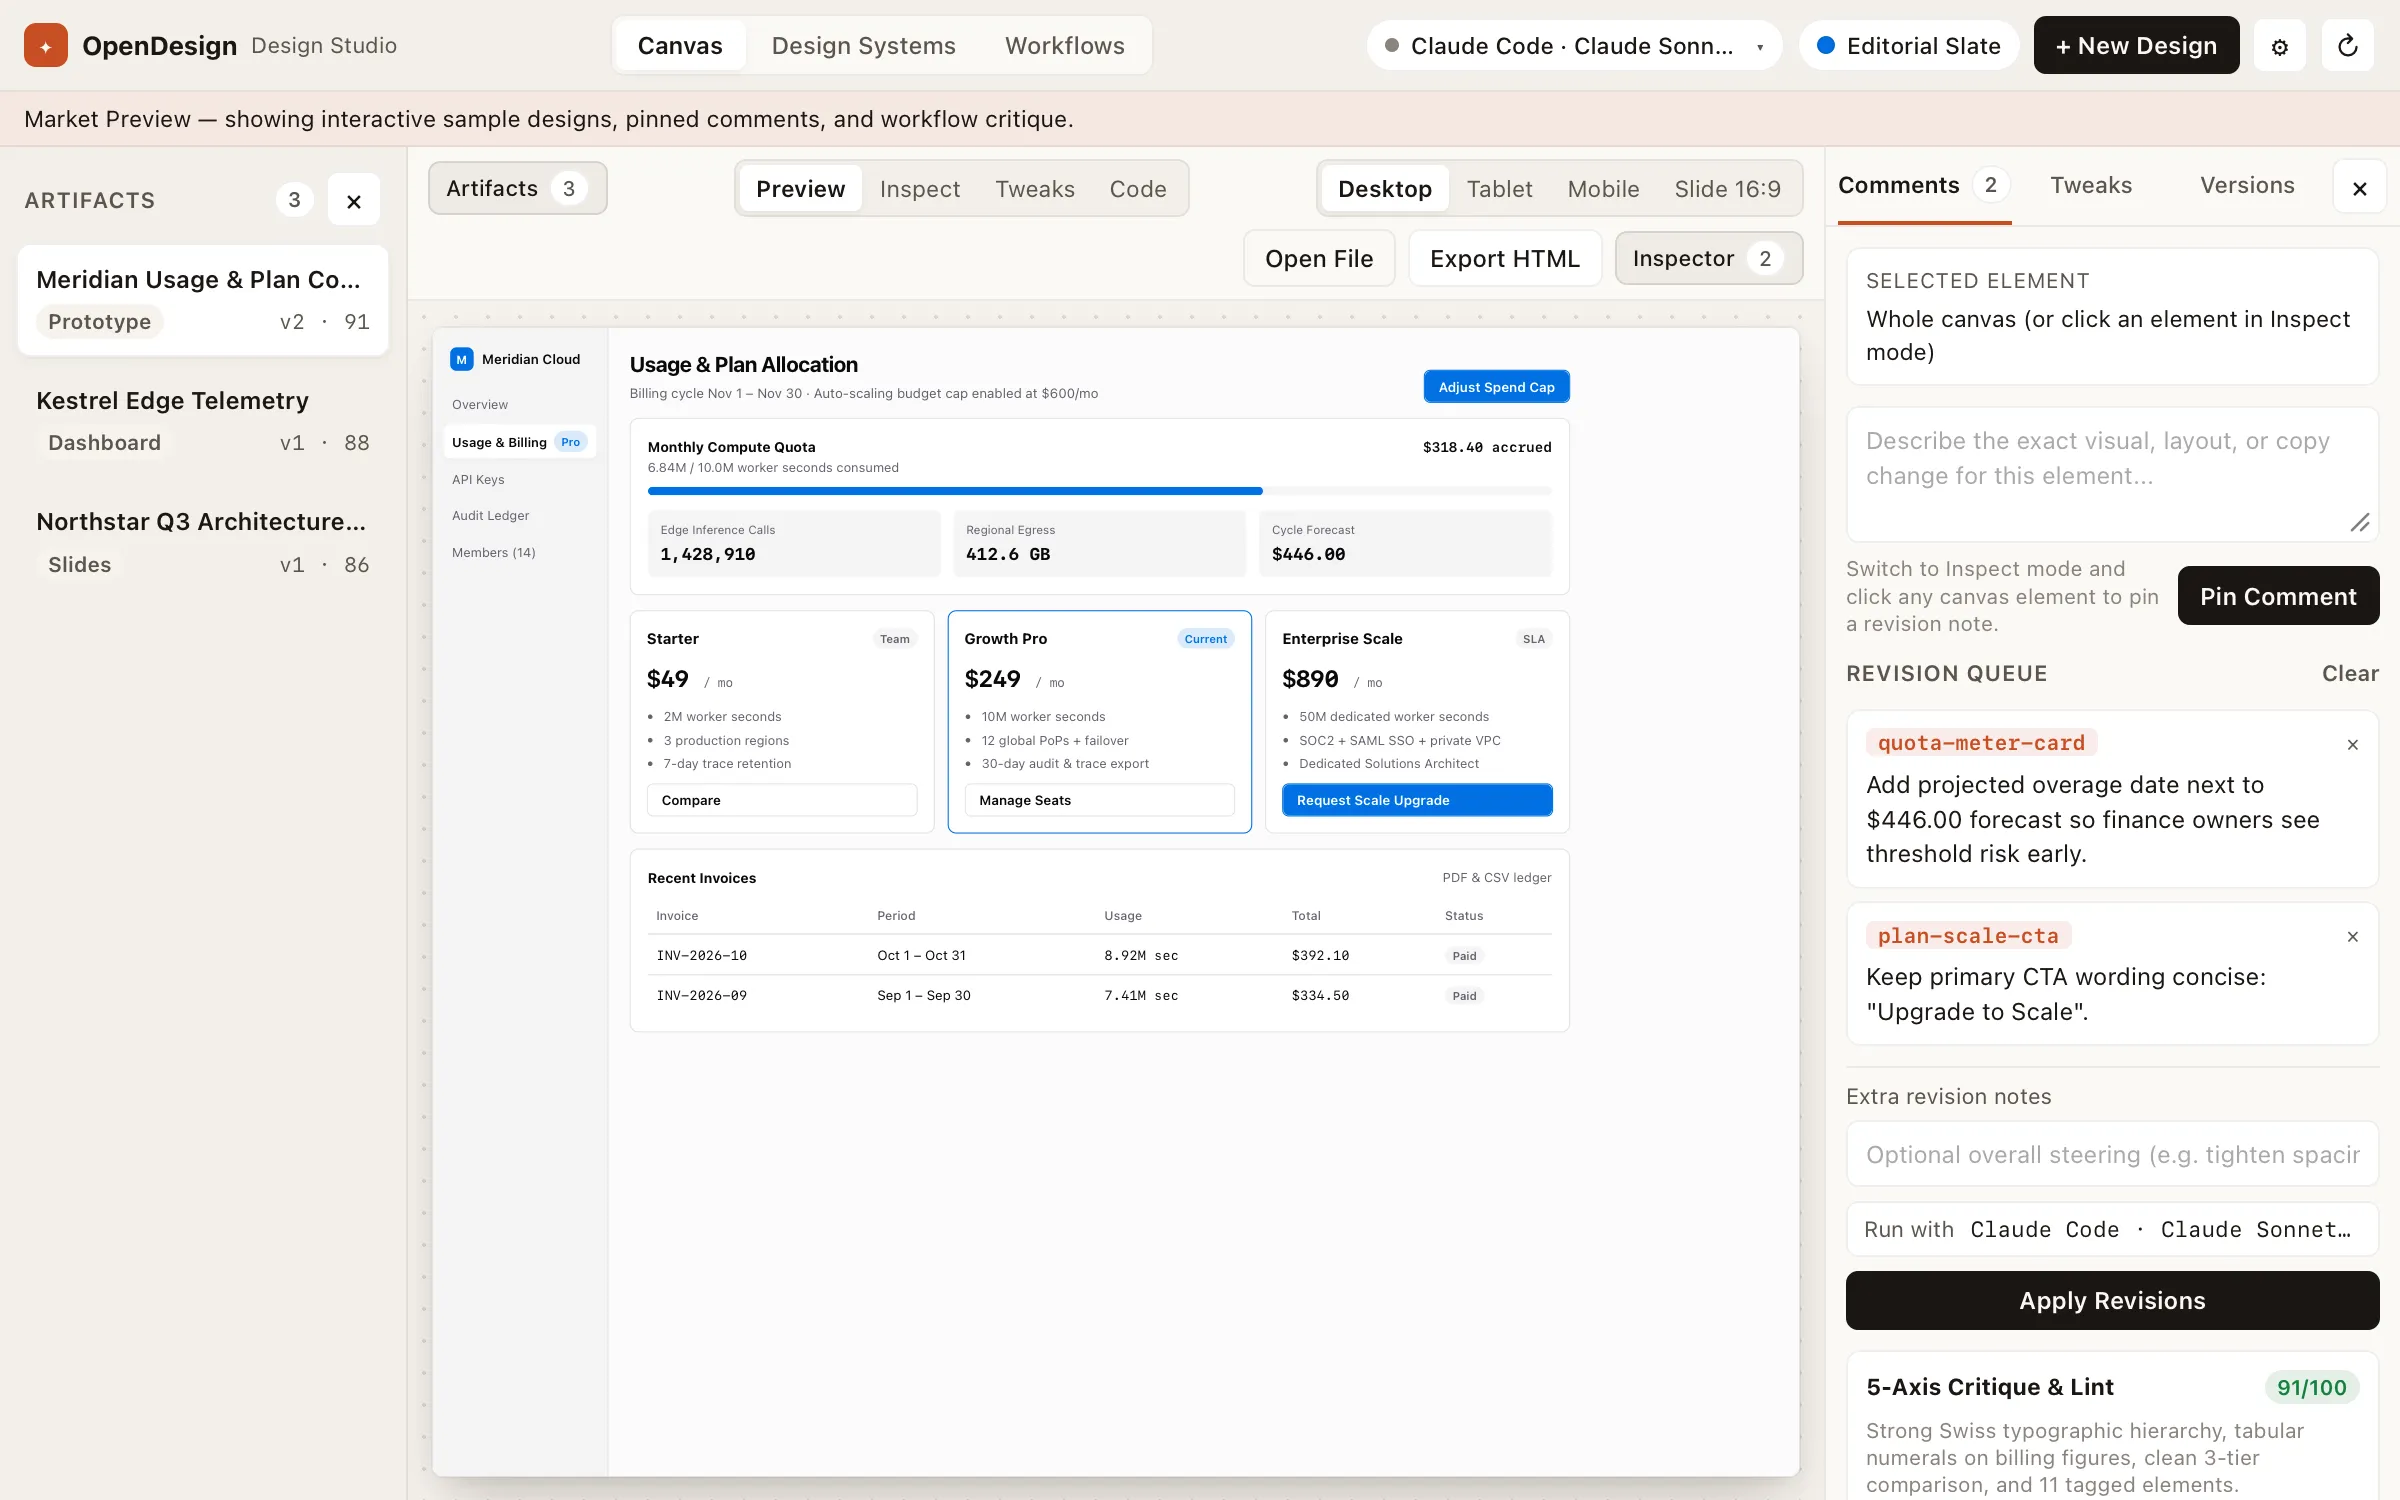 OpenDesign Design Studio
Canvas Design Systems Workflows
Claude Code · Claude Sonn... Editorial Slate + New Design
Market Preview — showing interactive sample designs, pinned comments, and workflow critique.
ARTIFACTS 3 ×
Meridian Usage & Plan Co...
Prototype v2 · 91
Kestrel Edge Telemetry
Dashboard v1 · 88
Northstar Q3 Architecture...
Slides v1 · 86
Artifacts 3
Preview Inspect Tweaks Code
Desktop Tablet Mobile Slide 16:9
Open File Export HTML Inspector 2
M Meridian Cloud
Overview
Usage & Billing Pro
API Keys
Audit Ledger
Members (14)
Usage & Plan Allocation
Billing cycle Nov 1 – Nov 30 · Auto-scaling budget cap enabled at $600/mo
Adjust Spend Cap
Monthly Compute Quota $318.40 accrued
6.84M / 10.0M worker seconds consumed
Edge Inference Calls
1,428,910
Regional Egress
412.6 GB
Cycle Forecast
$446.00
Starter Team
$49 / mo
• 2M worker seconds
• 3 production regions
• 7-day trace retention
Compare
Growth Pro Current
$249 / mo
• 10M worker seconds
• 12 global PoPs + failover
• 30-day audit & trace export
Manage Seats
Enterprise Scale SLA
$890 / mo
• 50M dedicated worker seconds
• SOC2 + SAML SSO + private VPC
• Dedicated Solutions Architect
Request Scale Upgrade
Recent Invoices PDF & CSV ledger
Invoice Period Usage Total Status
INV-2026-10 Oct 1 – Oct 31 8.92M sec $392.10 Paid
INV-2026-09 Sep 1 – Sep 30 7.41M sec $334.50 Paid
Comments 2 Tweaks Versions ×
SELECTED ELEMENT
Whole canvas (or click an element in Inspect
mode)
Describe the exact visual, layout, or copy
change for this element...
Switch to Inspect mode and
click any canvas element to pin
a revision note.
Pin Comment
REVISION QUEUE Clear
quota-meter-card ×
Add projected overage date next to
$446.00 forecast so finance owners see
threshold risk early.
plan-scale-cta ×
Keep primary CTA wording concise:
"Upgrade to Scale".
Extra revision notes
Optional overall steering (e.g. tighten spacir
Run with Claude Code · Claude Sonnet…
Apply Revisions
5-Axis Critique & Lint 91/100
Strong Swiss typographic hierarchy, tabular
numerals on billing figures, clean 3-tier
comparison, and 11 tagged elements.